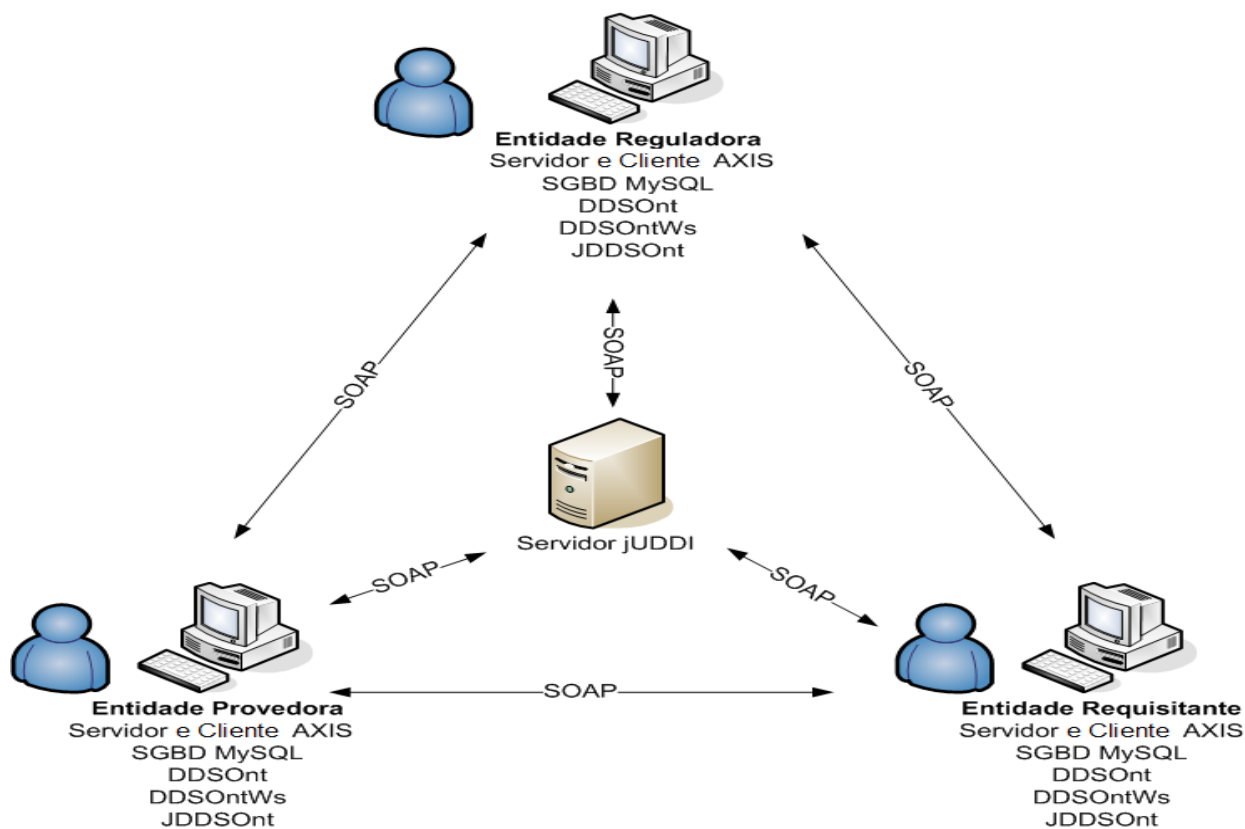 Entidade Reguladora
Servidor e Cliente AXIS
SGBD MySQL
DDSOnt
DDSOntWs
JDDSOnt
SOAP
SOAP
SOAP
Servidor jUDDI
SOAP
SOAP
SOAP
Entidade Provedora
Servidor e Cliente AXIS
SGBD MySQL
DDSOnt
DDSOntWs
JDDSOnt
Entidade Requisitante
Servidor e Cliente AXIS
SGBD MySQL
DDSOnt
DDSOntWs
JDDSOnt